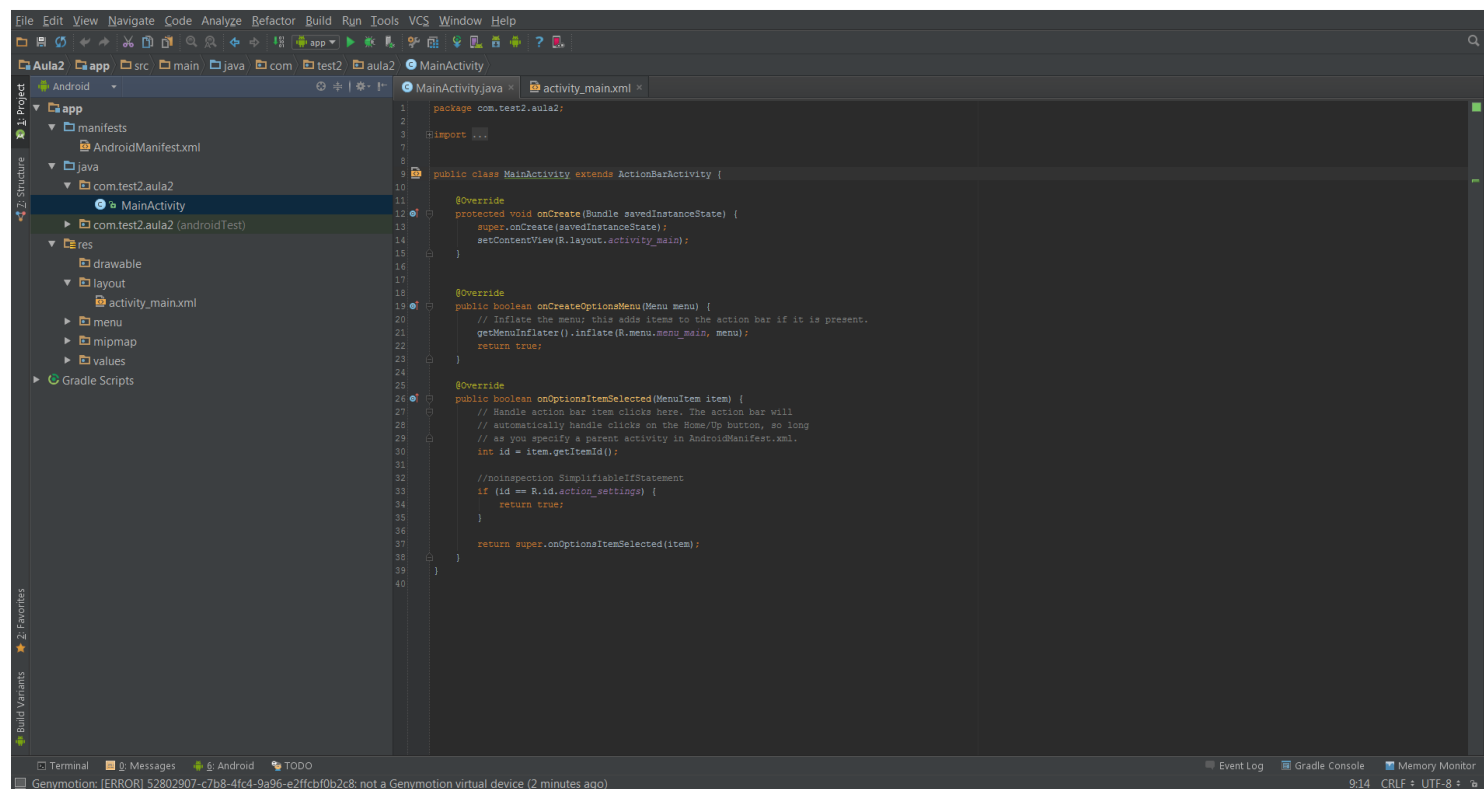 File Edit View Navigate Code Analyze Refactor Build Run Tools VCS Window Help
app
Aula2 app src main java com test2 aula2 MainActivity
Android
MainActivity.java
activity_main.xml
1: Project
7: Structure
2: Favorites
Build Variants
app
manifests
AndroidManifest.xml
java
com.test2.aula2
MainActivity
com.test2.aula2 (androidTest)
res
drawable
layout
activity_main.xml
menu
mipmap
values
Gradle Scripts
1 package com.test2.aula2;
2
3 import ...
7
8
9 public class MainActivity extends ActionBarActivity {
10
11 @Override
12 protected void onCreate(Bundle savedInstanceState) {
13 super.onCreate(savedInstanceState);
14 setContentView(R.layout.activity_main);
15 }
16
17
18 @Override
19 public boolean onCreateOptionsMenu(Menu menu) {
20 // Inflate the menu; this adds items to the action bar if it is present.
21 getMenuInflater().inflate(R.menu.menu_main, menu);
22 return true;
23 }
24
25 @Override
26 public boolean onOptionsItemSelected(MenuItem item) {
27 // Handle action bar item clicks here. The action bar will
28 // automatically handle clicks on the Home/Up button, so long
29 // as you specify a parent activity in AndroidManifest.xml.
30 int id = item.getItemId();
31
32 //noinspection SimplifiableIfStatement
33 if (id == R.id.action_settings) {
34 return true;
35 }
36
37 return super.onOptionsItemSelected(item);
38 }
39 }
40
Terminal 0: Messages 6: Android TODO Event Log Gradle Console Memory Monitor
Genymotion: [ERROR] 52802907-c7b8-4fc4-9a96-e2ffcbf0b2c8: not a Genymotion virtual device (2 minutes ago) 9:14 CRLF UTF-8